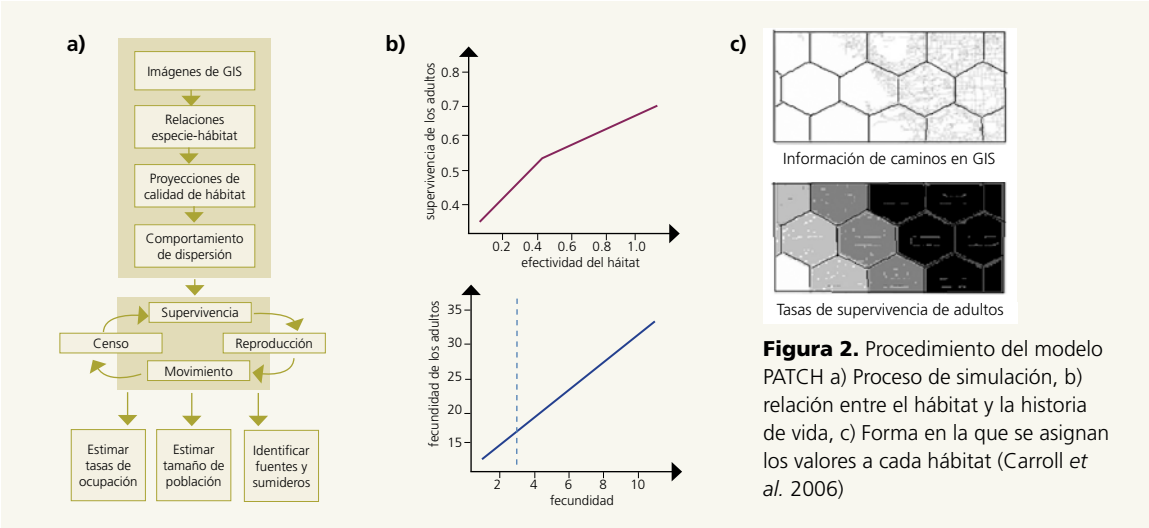 a)
Imágenes de GIS
Relaciones
especie-hábitat
Proyecciones de
calidad de hábitat
Comportamiento
de dispersión
Supervivencia
Censo
Reproducción
Movimiento
Estimar
tasas de
ocupación
Estimar
tamaño de
población
Identificar
fuentes y
sumideros
b)
supervivencia de los adultos
0.8
0.7
0.6
0.5
0.4
0.2 0.4 0.6 0.8 1.0
efectividad del háitat
fecundidad de los adultos
35
30
25
20
15
2 4 6 8 10
fecundidad
c)
Información de caminos en GIS
Tasas de supervivencia de adultos
Figura 2. Procedimiento del modelo
PATCH a) Proceso de simulación, b)
relación entre el hábitat y la historia
de vida, c) Forma en la que se asignan
los valores a cada hábitat (Carroll et
al. 2006)